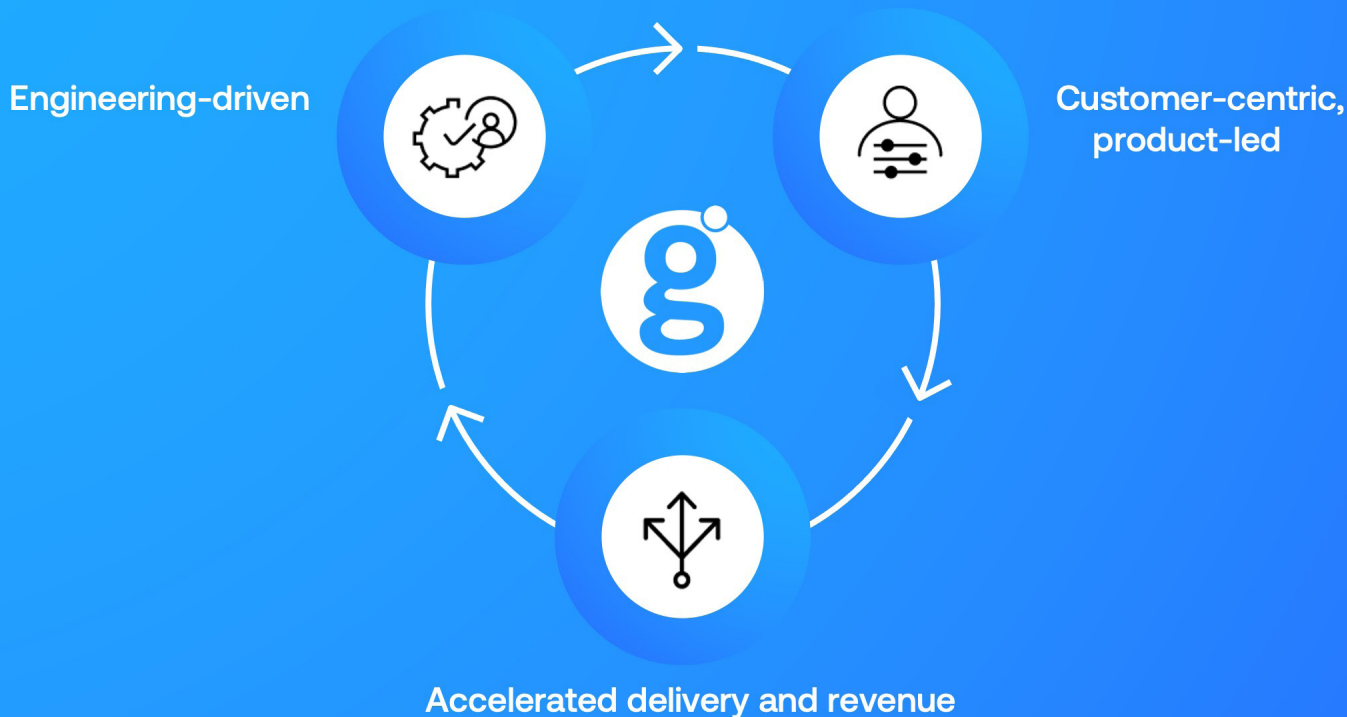 Engineering-driven
Customer-centric,
product-led
g
Accelerated delivery and revenue